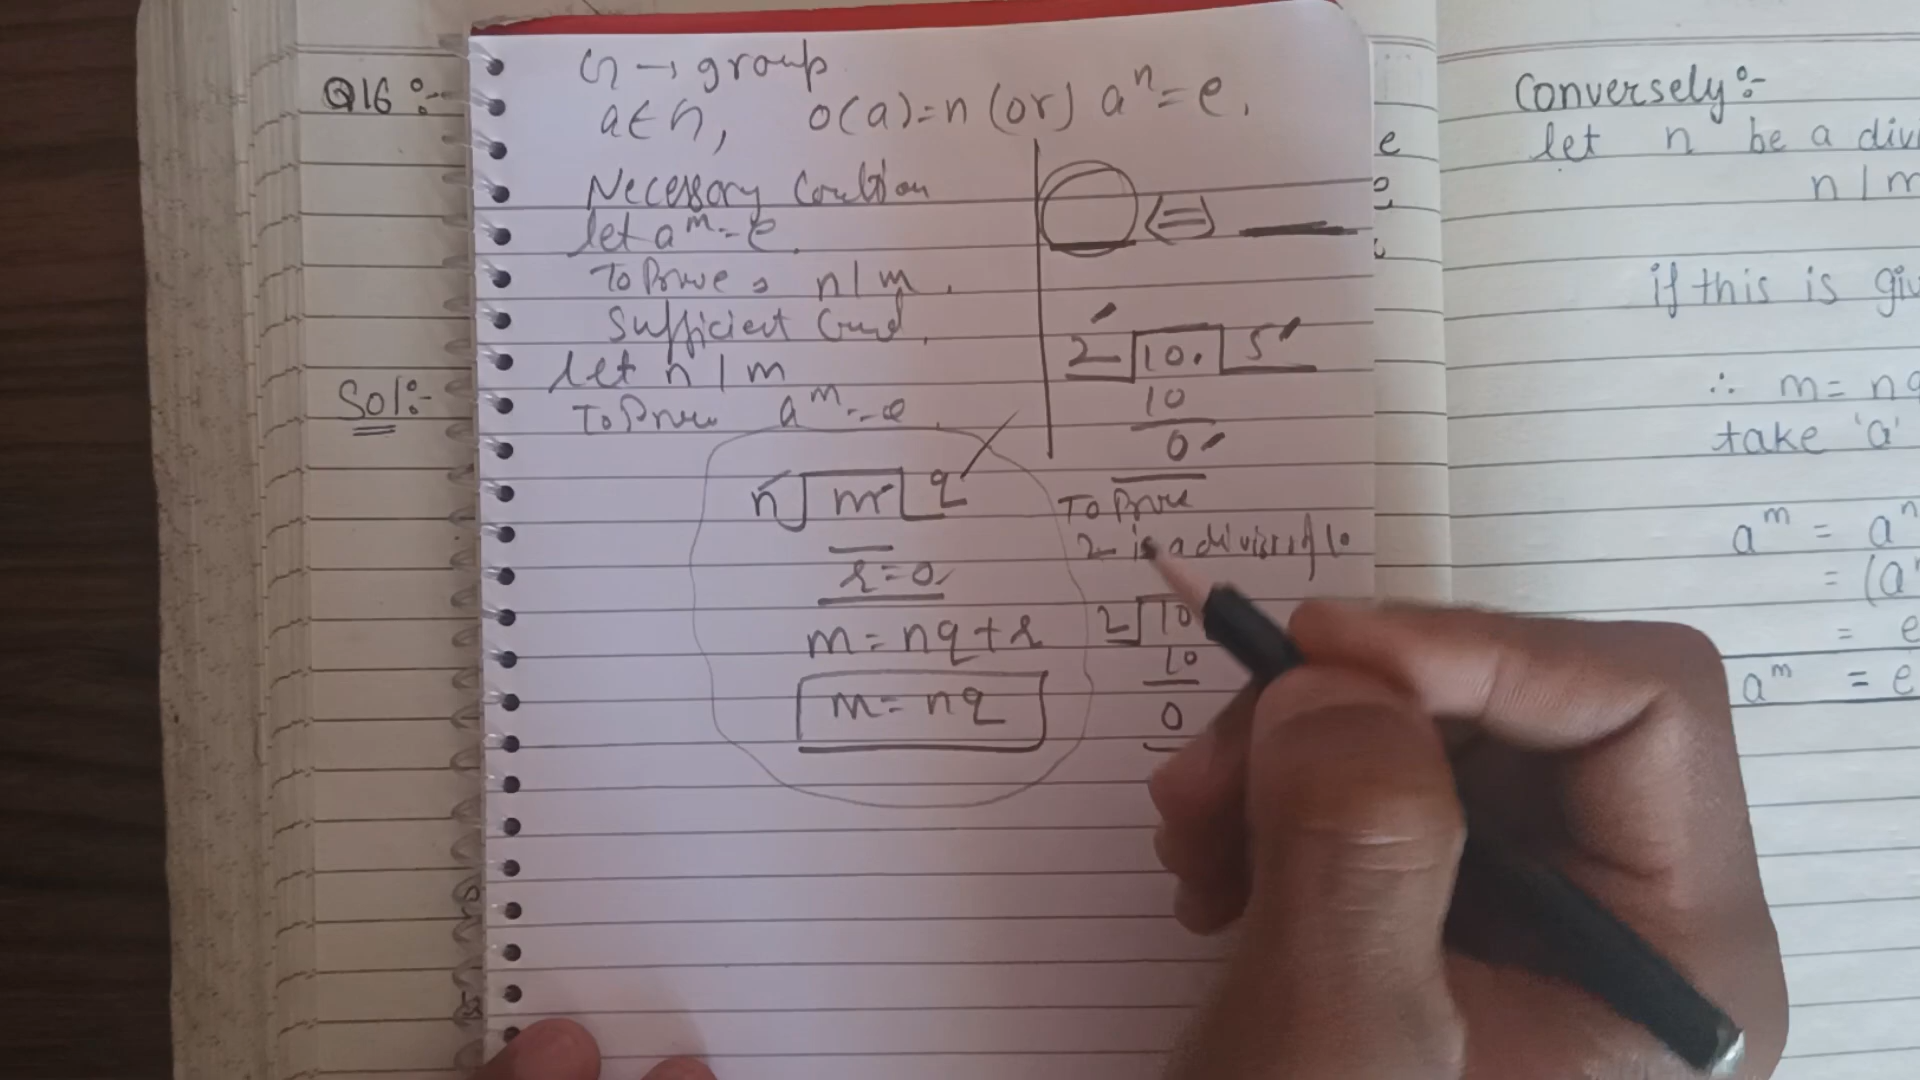 Q16:-
Sol:-
G → group
a ∈ G, o(a)=n (or) aⁿ=e.
Necessary Condition
let aᵐ=e.
To Prove: n|m.
Sufficient Cond.
let n|m
To Prove aᵐ=e.
n m q
r=0
m=nq+r
m=nq
<=>
2 10. 5
10
0
To Prove
2 is a divisor of 10
2 10
10
0
e
Conversely:-
let n be a div
n|m
if this is giv
∴ m= nq
take 'a'
aᵐ = aⁿ
= (aⁿ
= e
aᵐ = e